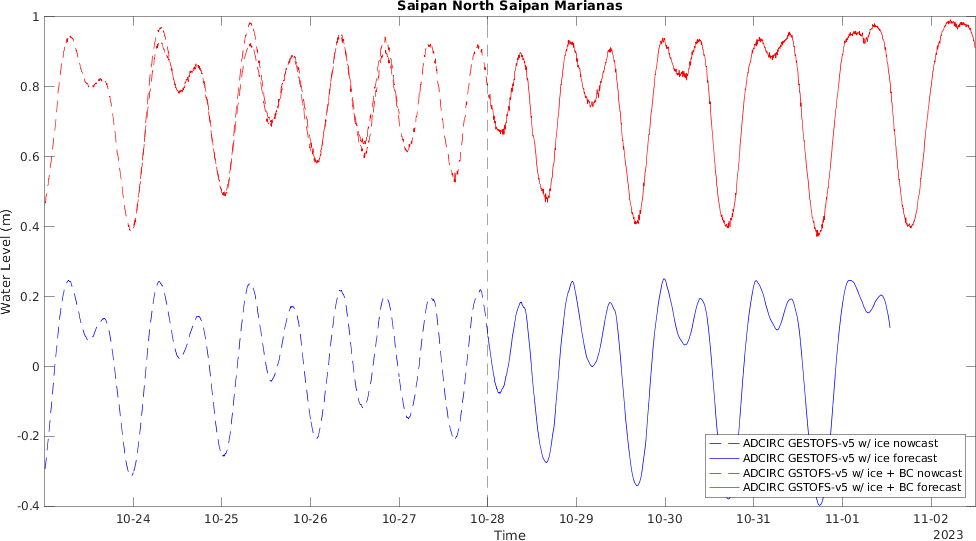 Saipan North Saipan Marianas
Water Level (m)
1
0.8
0.6
0.4
0.2
0
-0.2
-0.4
ADCIRC GESTOFS-v5 w/ ice nowcast
ADCIRC GESTOFS-v5 w/ ice forecast
ADCIRC GSTOFS-v5 w/ ice + BC nowcast
ADCIRC GSTOFS-v5 w/ ice + BC forecast
10-24 10-25 10-26 10-27 10-28 10-29 10-30 10-31 11-01 11-02
Time
2023